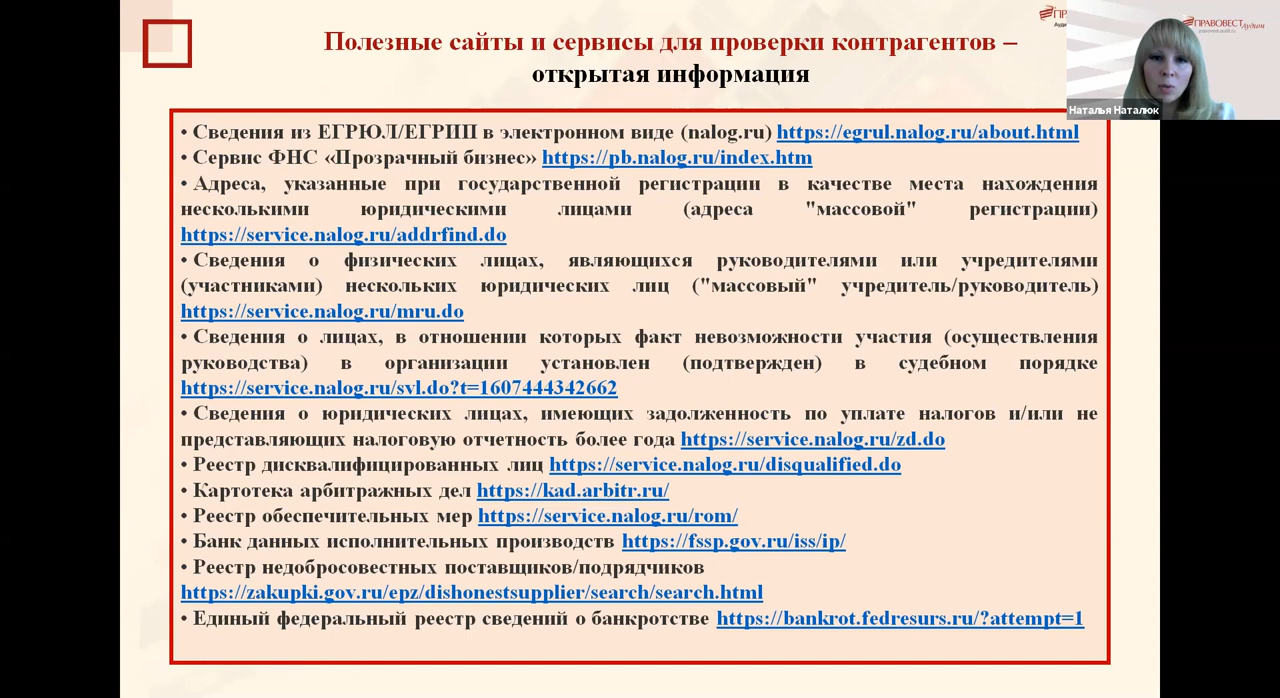 Полезные сайты и сервисы для проверки контрагентов –
открытая информация
ПРАВОВЕСТ Аудит
Наталья Наталюк
• Сведения из ЕГРЮЛ/ЕГРИП в электронном виде (nalog.ru) https://egrul.nalog.ru/about.html
• Сервис ФНС «Прозрачный бизнес» https://pb.nalog.ru/index.htm
• Адреса, указанные при государственной регистрации в качестве места нахождения
несколькими юридическими лицами (адреса "массовой" регистрации)
https://service.nalog.ru/addrfind.do
• Сведения о физических лицах, являющихся руководителями или учредителями
(участниками) нескольких юридических лиц ("массовый" учредитель/руководитель)
https://service.nalog.ru/mru.do
• Сведения о лицах, в отношении которых факт невозможности участия (осуществления
руководства) в организации установлен (подтвержден) в судебном порядке
https://service.nalog.ru/svl.do?t=1607444342662
• Сведения о юридических лицах, имеющих задолженность по уплате налогов и/или не
представляющих налоговую отчетность более года https://service.nalog.ru/zd.do
• Реестр дисквалифицированных лиц https://service.nalog.ru/disqualified.do
• Картотека арбитражных дел https://kad.arbitr.ru/
• Реестр обеспечительных мер https://service.nalog.ru/rom/
• Банк данных исполнительных производств https://fssp.gov.ru/iss/ip/
• Реестр недобросовестных поставщиков/подрядчиков
https://zakupki.gov.ru/epz/dishonestsupplier/search/search.html
• Единый федеральный реестр сведений о банкротстве https://bankrot.fedresurs.ru/?attempt=1